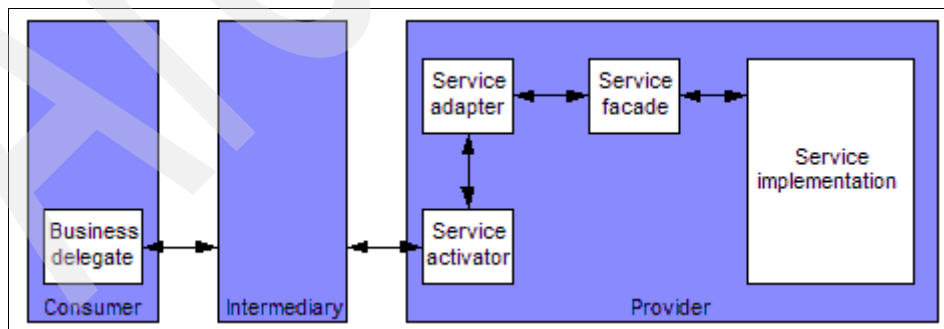 Service
adapter
Service
facade
Service
implementation
Business
delegate
Service
activator
Consumer
Intermediary
Provider